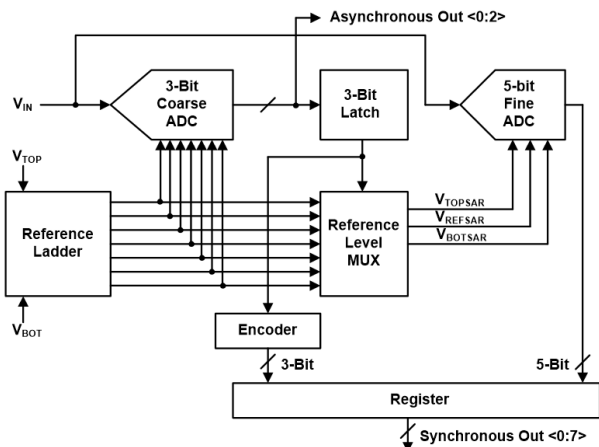 Asynchronous Out <0:2>
3-Bit
Coarse
ADC
3-Bit
Latch
5-bit
Fine
ADC
VIN
VTOP
Reference
Ladder
Reference
Level
MUX
VTOPSAR
VREFSAR
VBOTSAR
VBOT
Encoder
3-Bit
5-Bit
Register
Synchronous Out <0:7>